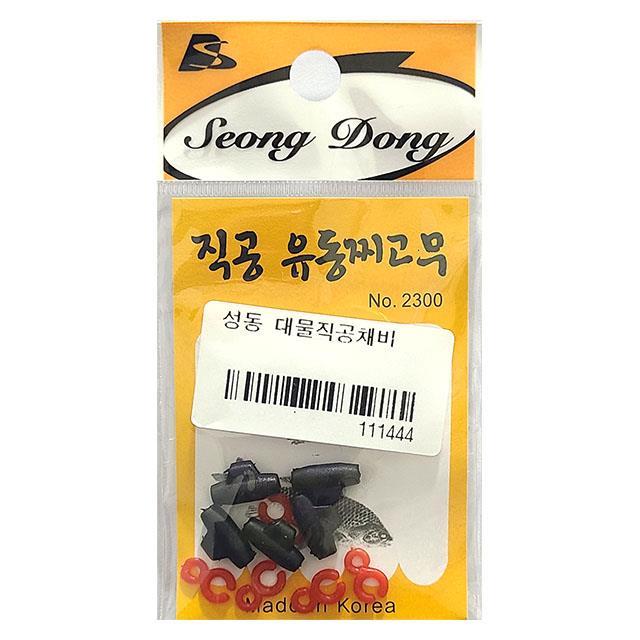 BS
Seong Dong
직공 유동찌고무
No. 2300
성동 대물직공채비
111444
Made in Korea